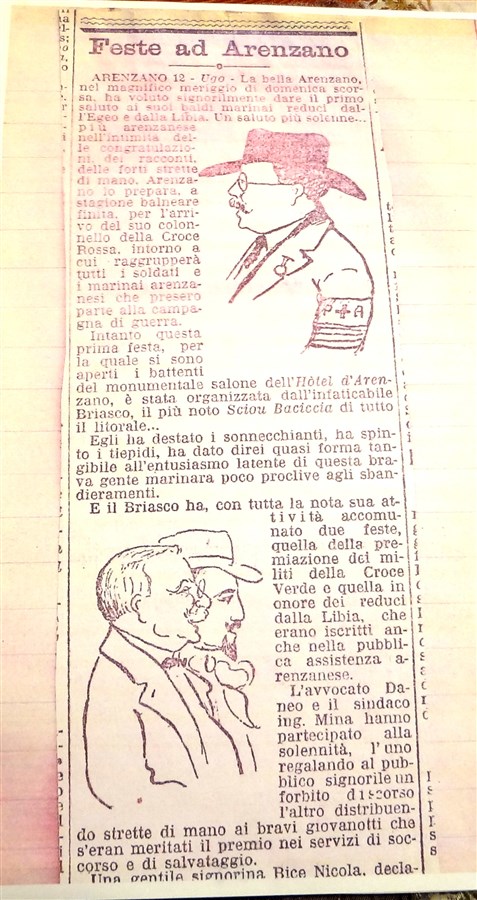 Feste ad Arenzano
ARENZANO 12 - Ugo - La bella Arenzano,
nel magnifico meriggio di domenica scor-
sa, ha voluto signorilmente dare il primo
saluto ai suoi baldi marinai reduci dal-
l'Egeo e dalla Libia. Un saluto più solenne...
più arenzanese
nell'intimità del-
le congratulazio-
ni, dei racconti,
delle forti strette
di mano. Arenza-
no lo prepara, a
stagione balneare
finita, per l'arri-
vo del suo colon-
nello della Croce
Rossa, intorno a
cui raggrupperà
tutti i soldati e
i marinai arenza-
nesi che presero
parte alla campa-
gna di guerra.
Intanto questa
prima festa, per
la quale si sono
aperti i battenti
del monumentale salone dell'Hôtel d'Aren-
zano, è stata organizzata dall'infaticabile
Briasco, il più noto Sciou Baciccia di tutto
il litorale...
Egli ha destato i sonnecchianti, ha spin-
to i tiepidi, ha dato direi quasi forma tan-
gibile all'entusiasmo latente di questa bra-
va gente marinara poco proclive agli sban-
dieramenti.
E il Briasco ha, con tutta la nota sua at-
tività accomu-
nato due feste,
quella della pre-
miazione dei mi-
liti della Croce
Verde e quella in
onore dei reduci
dalla Libia, che
erano iscritti an-
che nella pubbli-
ca assistenza a-
renzanese.
L'avvocato Da-
neo e il sindaco
ing. Mina hanno
partecipato alla
solennità, l'uno
regalando al pub-
blico signorile un
forbito discorso
l'altro distribuen-
do strette di mano ai bravi giovanotti che
s'eran meritati il premio nei servizi di soc-
corso e di salvataggio.
Una gentile signorina Bice Nicola, decla-
P+A